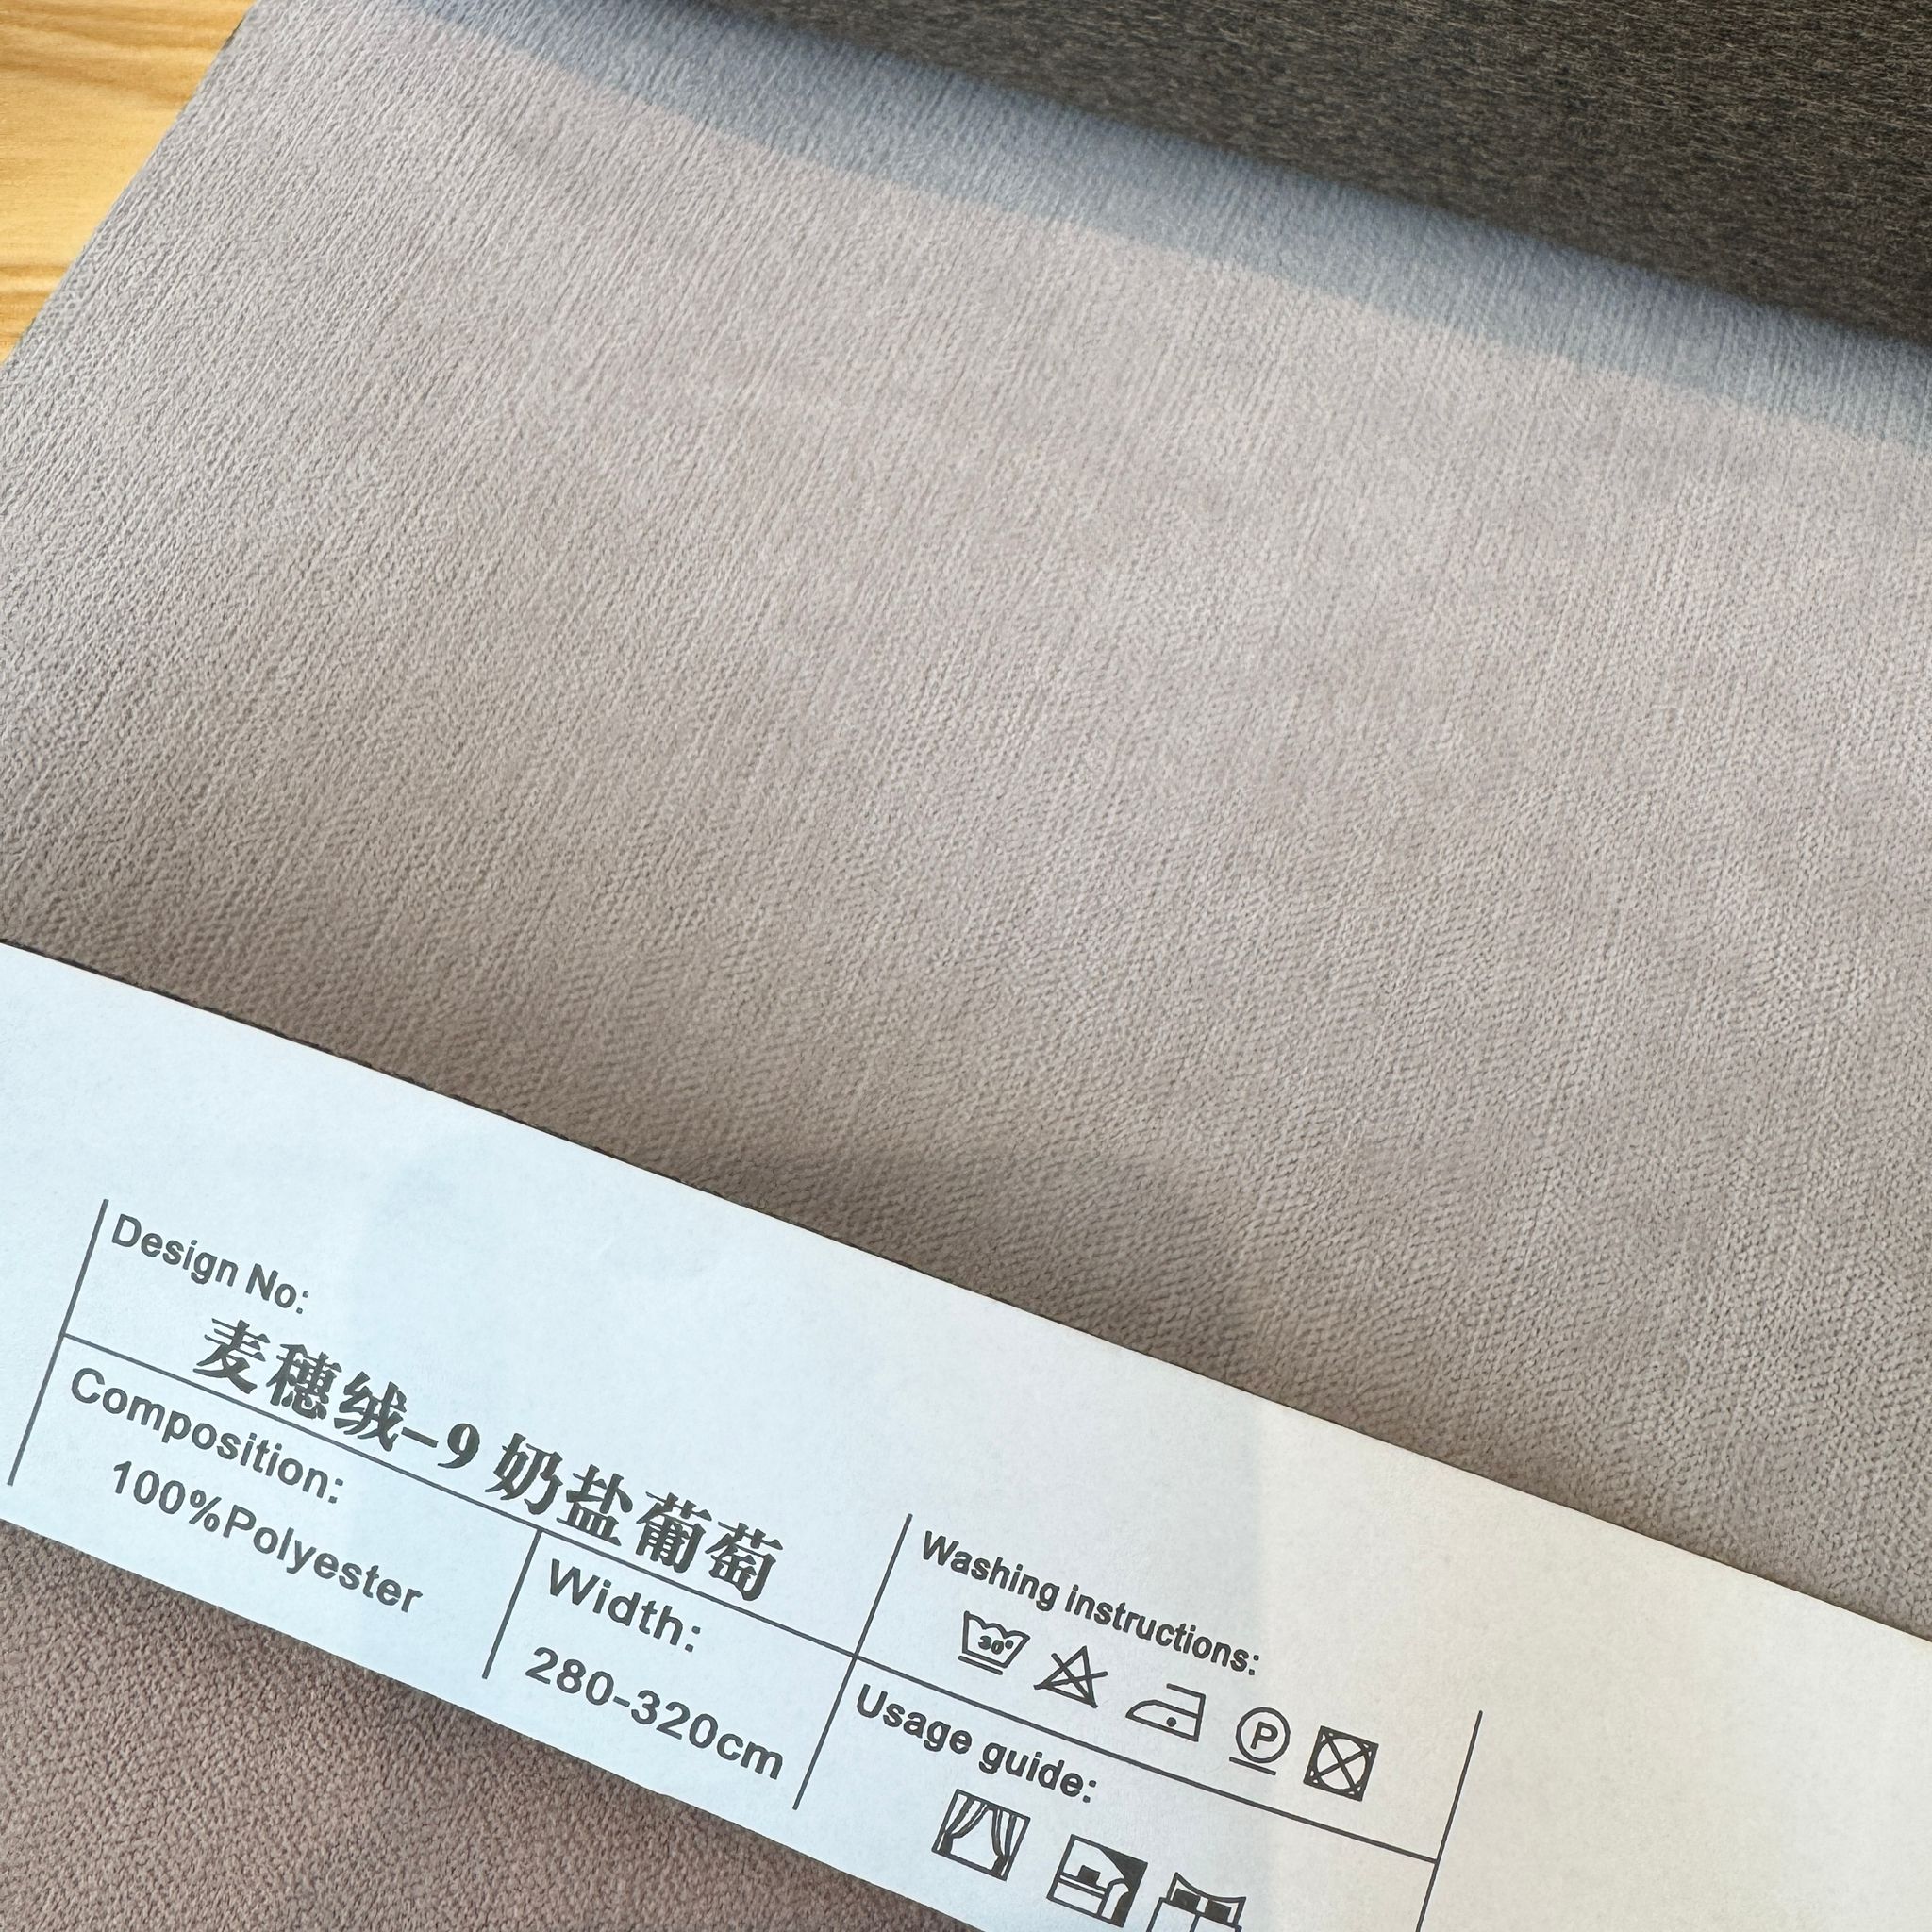 Design No:
麦穗绒-9 奶盐葡萄
Composition:
100%Polyester
Width:
280-320cm
Washing instructions:
30°
P
Usage guide: